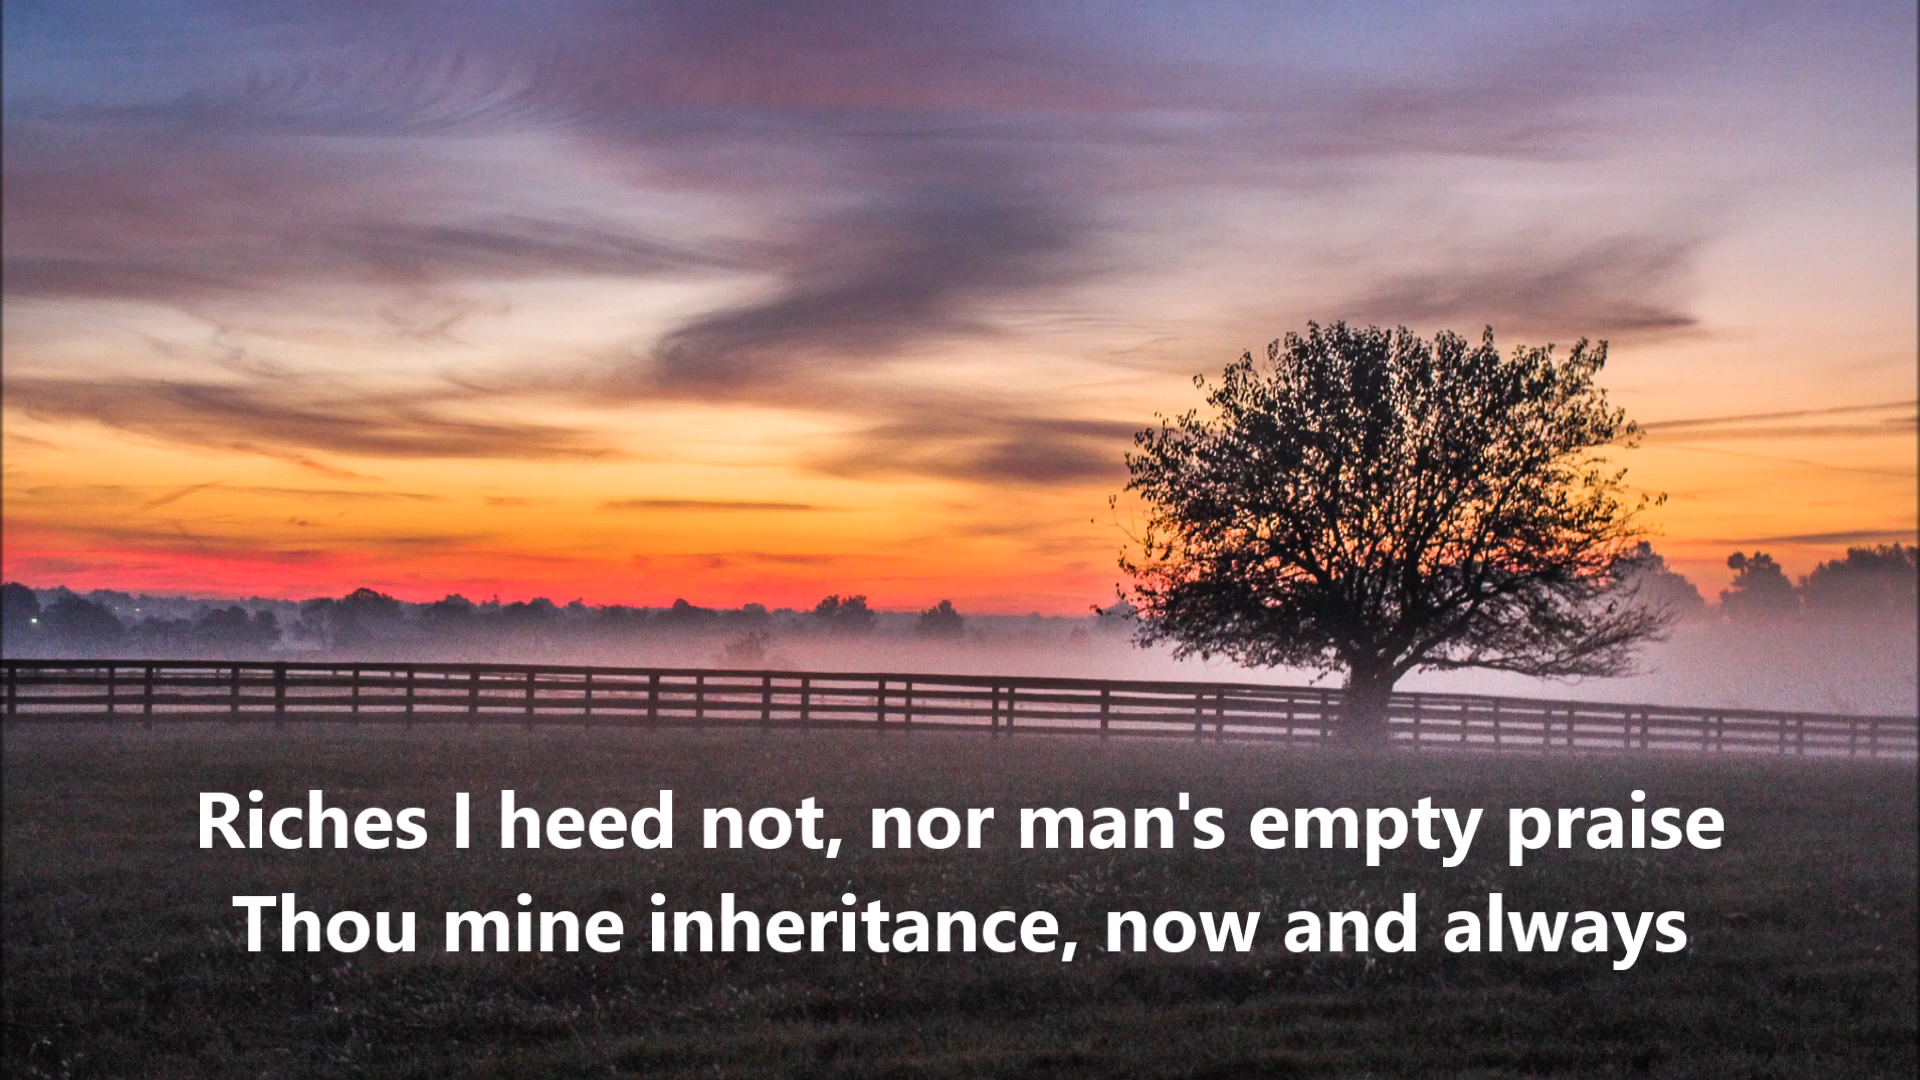 Riches I heed not, nor man's empty praise
Thou mine inheritance, now and always